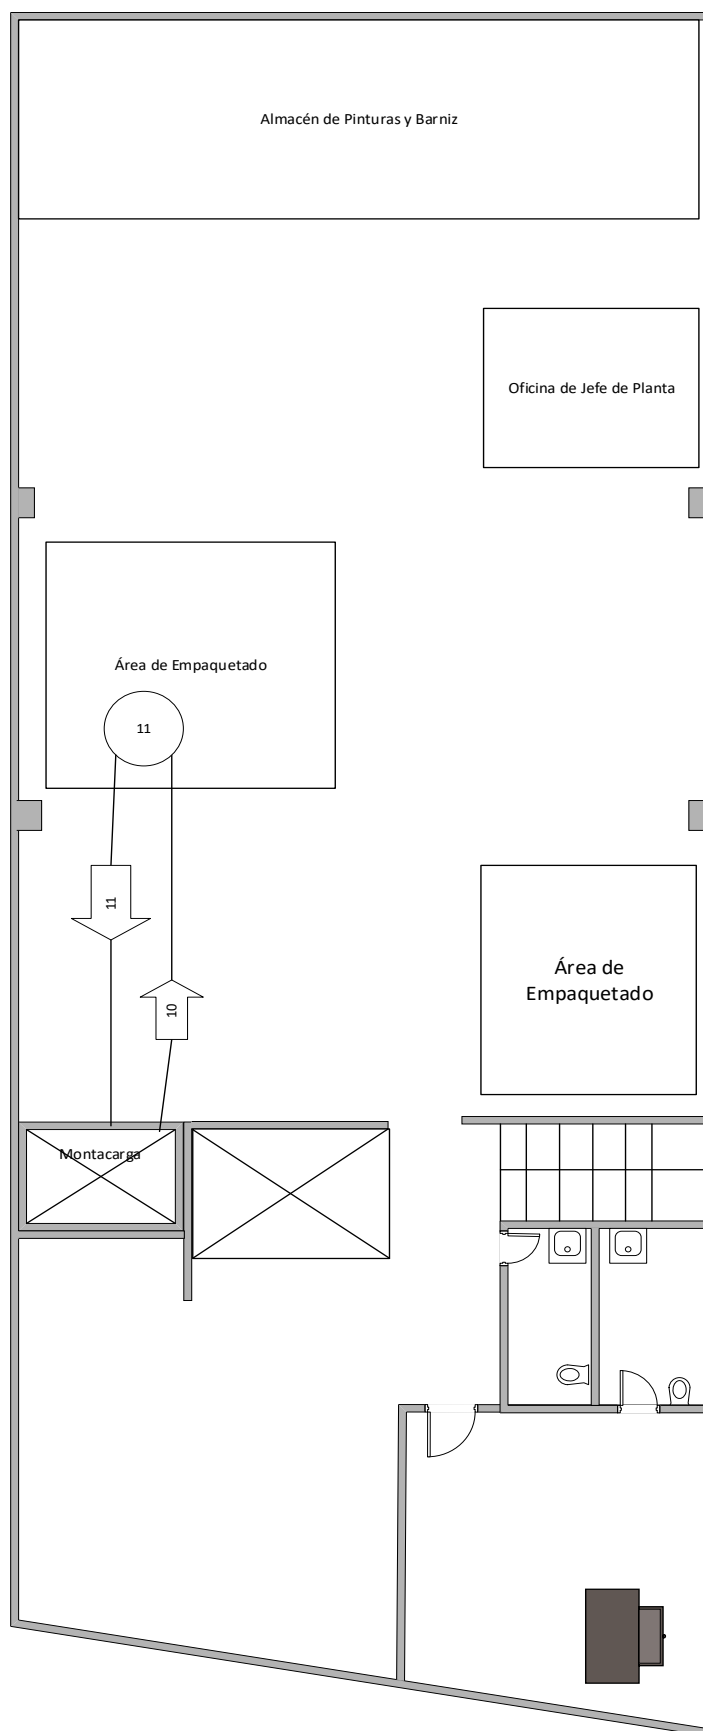 Almacén de Pinturas y Barniz
Oficina de Jefe de Planta
Área de Empaquetado
11
11
Área de
Empaquetado
10
Montacarga